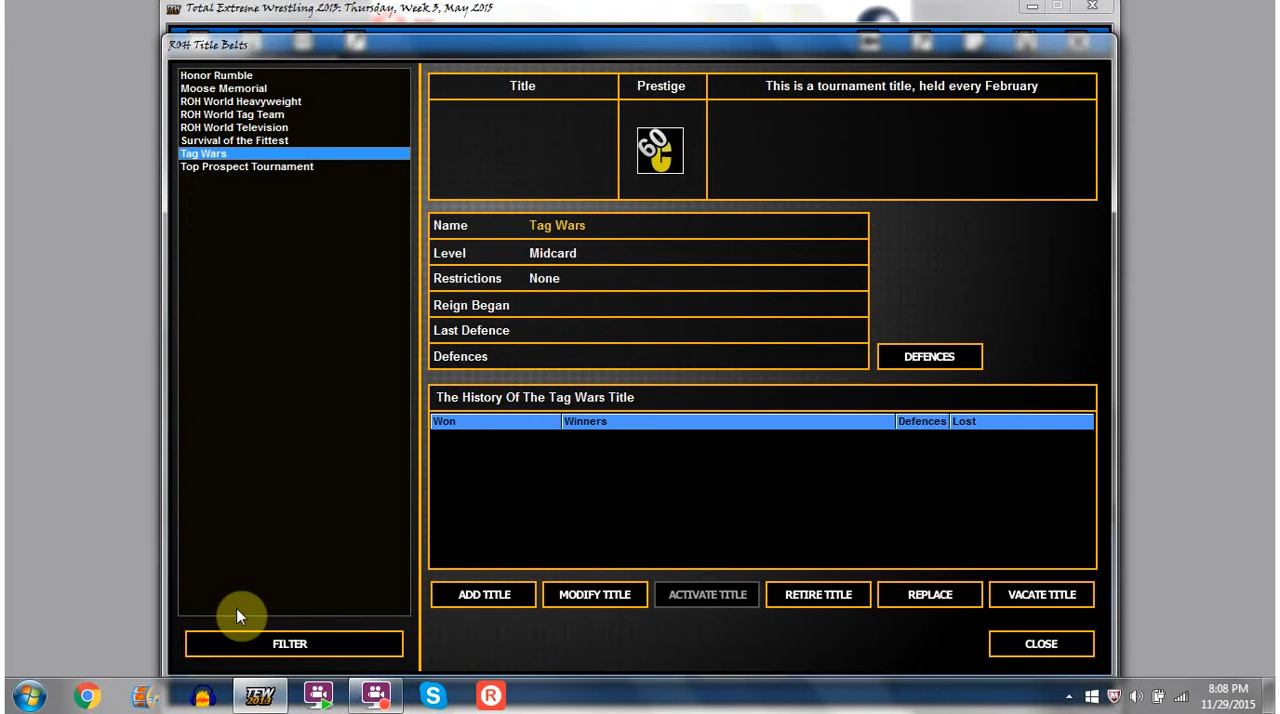 Total Extreme Wrestling 2013: Thursday, Week 3, May 2015
ROH Title Belts
Honor Rumble
Moose Memorial
ROH World Heavyweight
ROH World Tag Team
ROH World Television
Survival of the Fittest
Tag Wars
Top Prospect Tournament
FILTER
Title Prestige This is a tournament title, held every February
60
Name Tag Wars
Level Midcard
Restrictions None
Reign Began
Last Defence
Defences
DEFENCES
The History Of The Tag Wars Title
Won Winners Defences Lost
ADD TITLE MODIFY TITLE ACTIVATE TITLE RETIRE TITLE REPLACE VACATE TITLE
CLOSE
TEW
2013
8:08 PM
11/29/2015